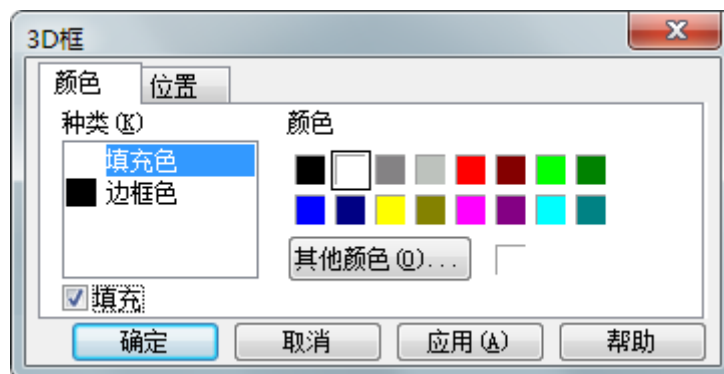 3D框
颜色 位置
种类(K) 颜色
填充色
边框色
其他颜色(O)...
填充
确定 取消 应用(A) 帮助